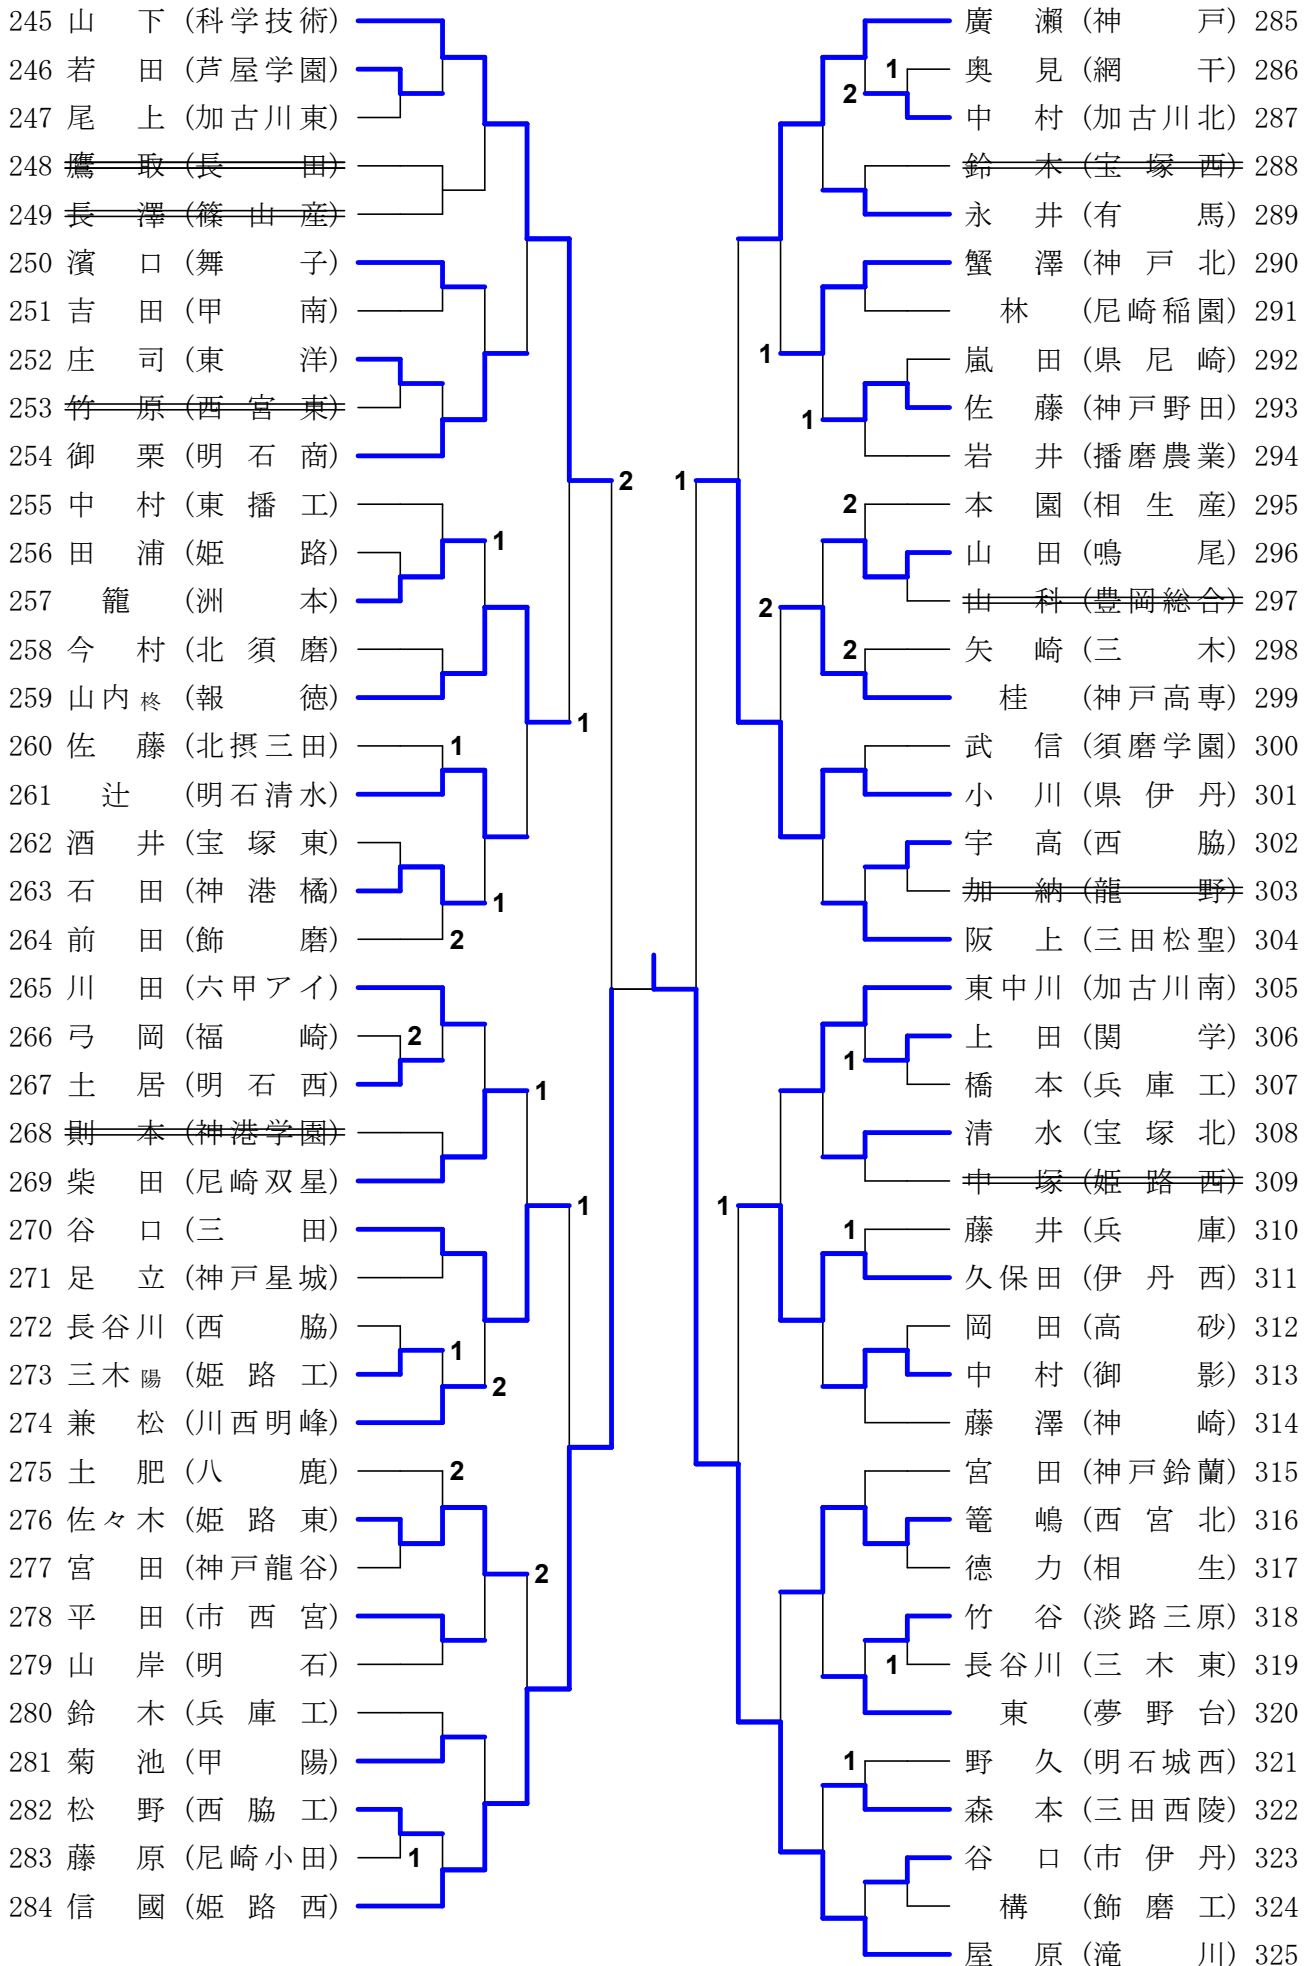 245 山下 (科学技術)
246 若田 (芦屋学園)
247 尾上 (加古川東)
248 鷹取 (長田)
249 長澤 (篠山産)
250 濱口 (舞子)
251 吉田 (甲南)
252 庄司 (東洋)
253 竹原 (西宮東)
254 御栗 (明石商)
255 中村 (東播工)
256 田浦 (姫路)
257 籠 (洲本)
258 今村 (北須磨)
259 山内柊 (報徳)
260 佐藤 (北摂三田)
261 辻 (明石清水)
262 酒井 (宝塚東)
263 石田 (神港橘)
264 前田 (飾磨)
265 川田 (六甲アイ)
266 弓岡 (福崎)
267 土居 (明石西)
268 則本 (神港学園)
269 柴田 (尼崎双星)
270 谷口 (三田)
271 足立 (神戸星城)
272 長谷川 (西脇)
273 三木陽 (姫路工)
274 兼松 (川西明峰)
275 土肥 (八鹿)
276 佐々木 (姫路東)
277 宮田 (神戸龍谷)
278 平田 (市西宮)
279 山岸 (明石)
280 鈴木 (兵庫工)
281 菊池 (甲陽)
282 松野 (西脇工)
283 藤原 (尼崎小田)
284 信國 (姫路西)
1
1
1
2
1
2
1
1
2
2
1
1
2
1
2
廣瀬 (神戸) 285
奥見 (網干) 286
中村 (加古川北) 287
鈴木 (宝塚西) 288
永井 (有馬) 289
蟹澤 (神戸北) 290
林 (尼崎稲園) 291
嵐田 (県尼崎) 292
佐藤 (神戸野田) 293
岩井 (播磨農業) 294
本園 (相生産) 295
山田 (鳴尾) 296
山科 (豊岡総合) 297
矢崎 (三木) 298
桂 (神戸高専) 299
武信 (須磨学園) 300
小川 (県伊丹) 301
宇高 (西脇) 302
加納 (龍野) 303
阪上 (三田松聖) 304
東中川 (加古川南) 305
上田 (関学) 306
橋本 (兵庫工) 307
清水 (宝塚北) 308
中塚 (姫路西) 309
藤井 (兵庫) 310
久保田 (伊丹西) 311
岡田 (高砂) 312
中村 (御影) 313
藤澤 (神崎) 314
宮田 (神戸鈴蘭) 315
篭嶋 (西宮北) 316
德力 (相生) 317
竹谷 (淡路三原) 318
長谷川 (三木東) 319
東 (夢野台) 320
野久 (明石城西) 321
森本 (三田西陵) 322
谷口 (市伊丹) 323
構 (飾磨工) 324
屋原 (滝川) 325
1
2
1
1
1
2
2
2
1
1
1
1
1